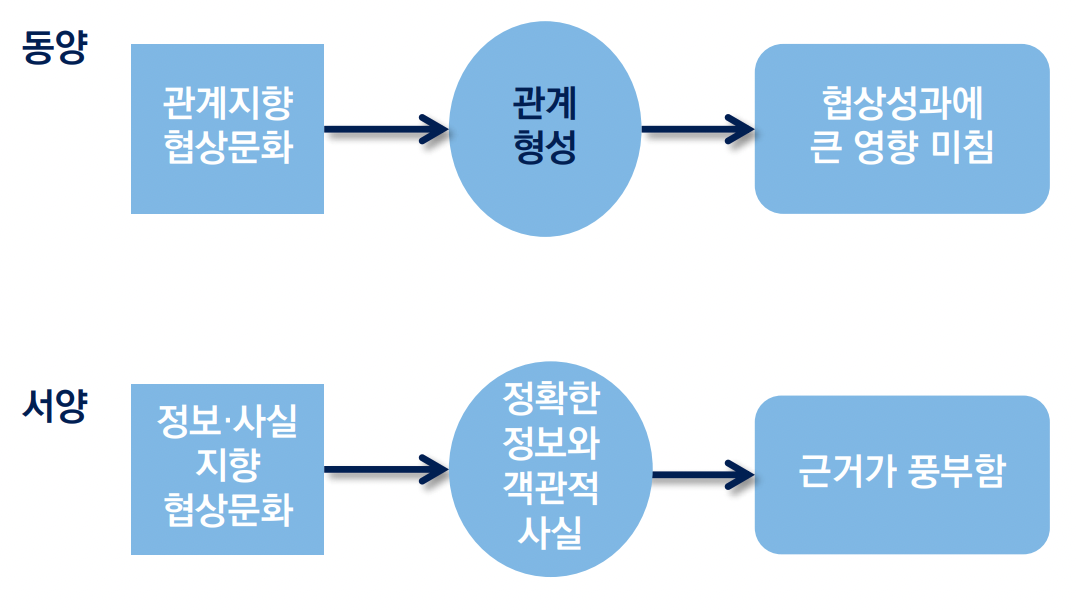 동양
관계지향
협상문화
관계
형성
협상성과에
큰 영향 미침
서양
정보·사실
지향
협상문화
정확한
정보와
객관적
사실
근거가 풍부함